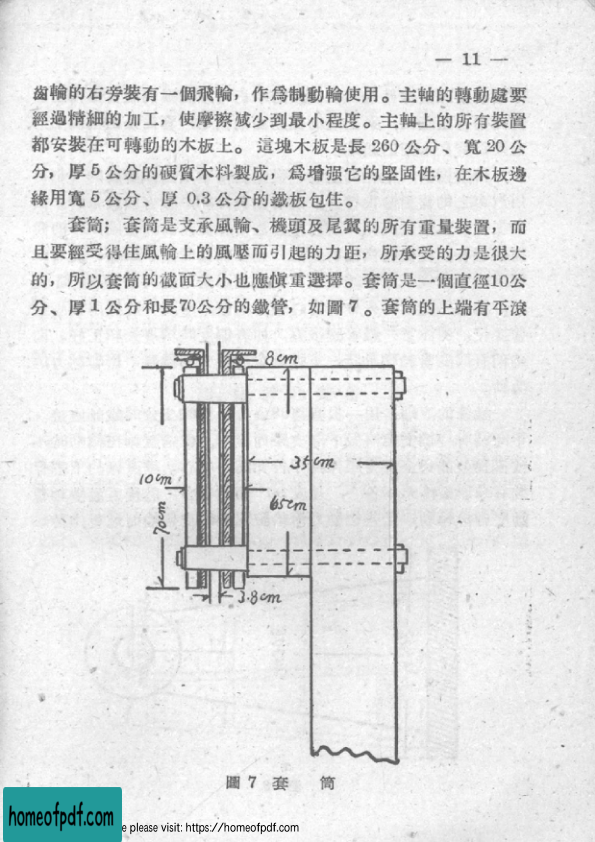 — 11 —
齒輪的右旁裝有一個飛輪，作爲制動輪使用。主軸的轉動處要
經過精細的加工，使摩擦減少到最小程度。主軸上的所有裝置
都安裝在可轉動的木板上。這塊木板是長 260 公分、寬 20 公
分，厚 5 公分的硬質木料製成，爲增强它的堅固性，在木板邊
緣用寬 5 公分、厚 0.3 公分的鐵板包住。
套筒；套筒是支承風輪、機頭及尾翼的所有重量裝置，而
且要經受得住風輪上的風壓而引起的力距，所承受的力是很大
的，所以套筒的截面大小也應愼重選擇。套筒是一個直徑10公
分、厚 1 公分和長70公分的鐵管，如圖 7 。套筒的上端有平滾
8cm
35cm
10cm
65cm
70cm
3.8cm
圖 7 套 筒
homeofpdf.com
e please visit: https://homeofpdf.com